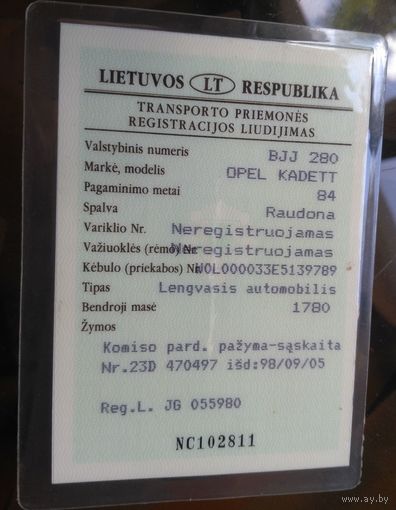 LIETUVOS LT RESPUBLIKA
TRANSPORTO PRIEMONĖS
REGISTRACIJOS LIUDIJIMAS
Valstybinis numeris BJJ 280
Markė, modelis OPEL KADETT
Pagaminimo metai 84
Spalva Raudona
Variklio Nr. Neregistruojamas
Važiuoklės (rėmo) Neregistruojamas
Kėbulo (priekabos) Nr. W0L000033E5139789
Tipas Lengvasis automobilis
Bendroji masė 1780
Žymos
Komiso pard. pažyma-sąskaita
Nr.23D 470497 išd:98/09/05
Reg.L. JG 055980
NC102811
www.ay.by